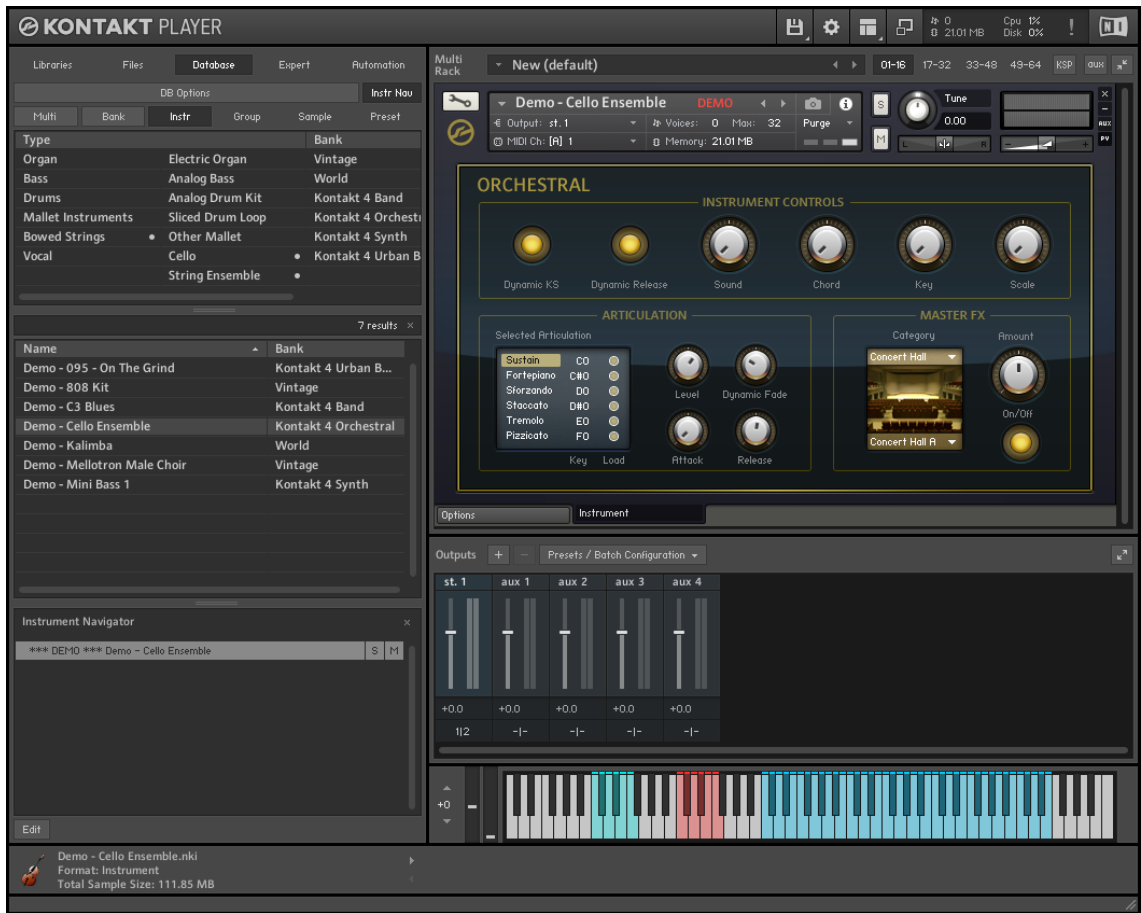 KONTAKT PLAYER
0
21.01 MB
Cpu 1%
Disk 0%
!
NI
Libraries Files Database Expert Automation
DB Options Instr Nav
Multi Bank Instr Group Sample Preset
Type Bank
Organ Electric Organ Vintage
Bass Analog Bass World
Drums Analog Drum Kit Kontakt 4 Band
Mallet Instruments Sliced Drum Loop Kontakt 4 Orchestr
Bowed Strings Other Mallet Kontakt 4 Synth
Vocal Cello Kontakt 4 Urban B
String Ensemble
7 results ×
Name Bank
Demo - 095 - On The Grind Kontakt 4 Urban B...
Demo - 808 Kit Vintage
Demo - C3 Blues Kontakt 4 Band
Demo - Cello Ensemble Kontakt 4 Orchestral
Demo - Kalimba World
Demo - Mellotron Male Choir Vintage
Demo - Mini Bass 1 Kontakt 4 Synth
Instrument Navigator ×
*** DEMO *** Demo - Cello Ensemble S M
Edit
Multi
Rack
New (default) 01-16 17-32 33-48 49-64 KSP aux
Demo - Cello Ensemble DEMO
Output: st. 1 Voices: 0 Max: 32 Purge
MIDI Ch: [A] 1 Memory: 21.01 MB
S
M
Tune
0.00
L R
- +
×
-
AUX
PV
ORCHESTRAL
INSTRUMENT CONTROLS
Dynamic KS Dynamic Release Sound Chord Key Scale
ARTICULATION
Selected Articulation
Sustain C0
Fortepiano C#0
Sforzando D0
Staccato D#0
Tremolo E0
Pizzicato F0
Key Load
Level Dynamic Fade
Attack Release
MASTER FX
Category Amount
Concert Hall
Concert Hall A
On/Off
Options Instrument
Outputs + - Presets / Batch Configuration
st. 1 aux 1 aux 2 aux 3 aux 4
+0.0 +0.0 +0.0 +0.0 +0.0
1|2 -|- -|- -|- -|-
+0
Demo - Cello Ensemble.nki
Format: Instrument
Total Sample Size: 111.85 MB